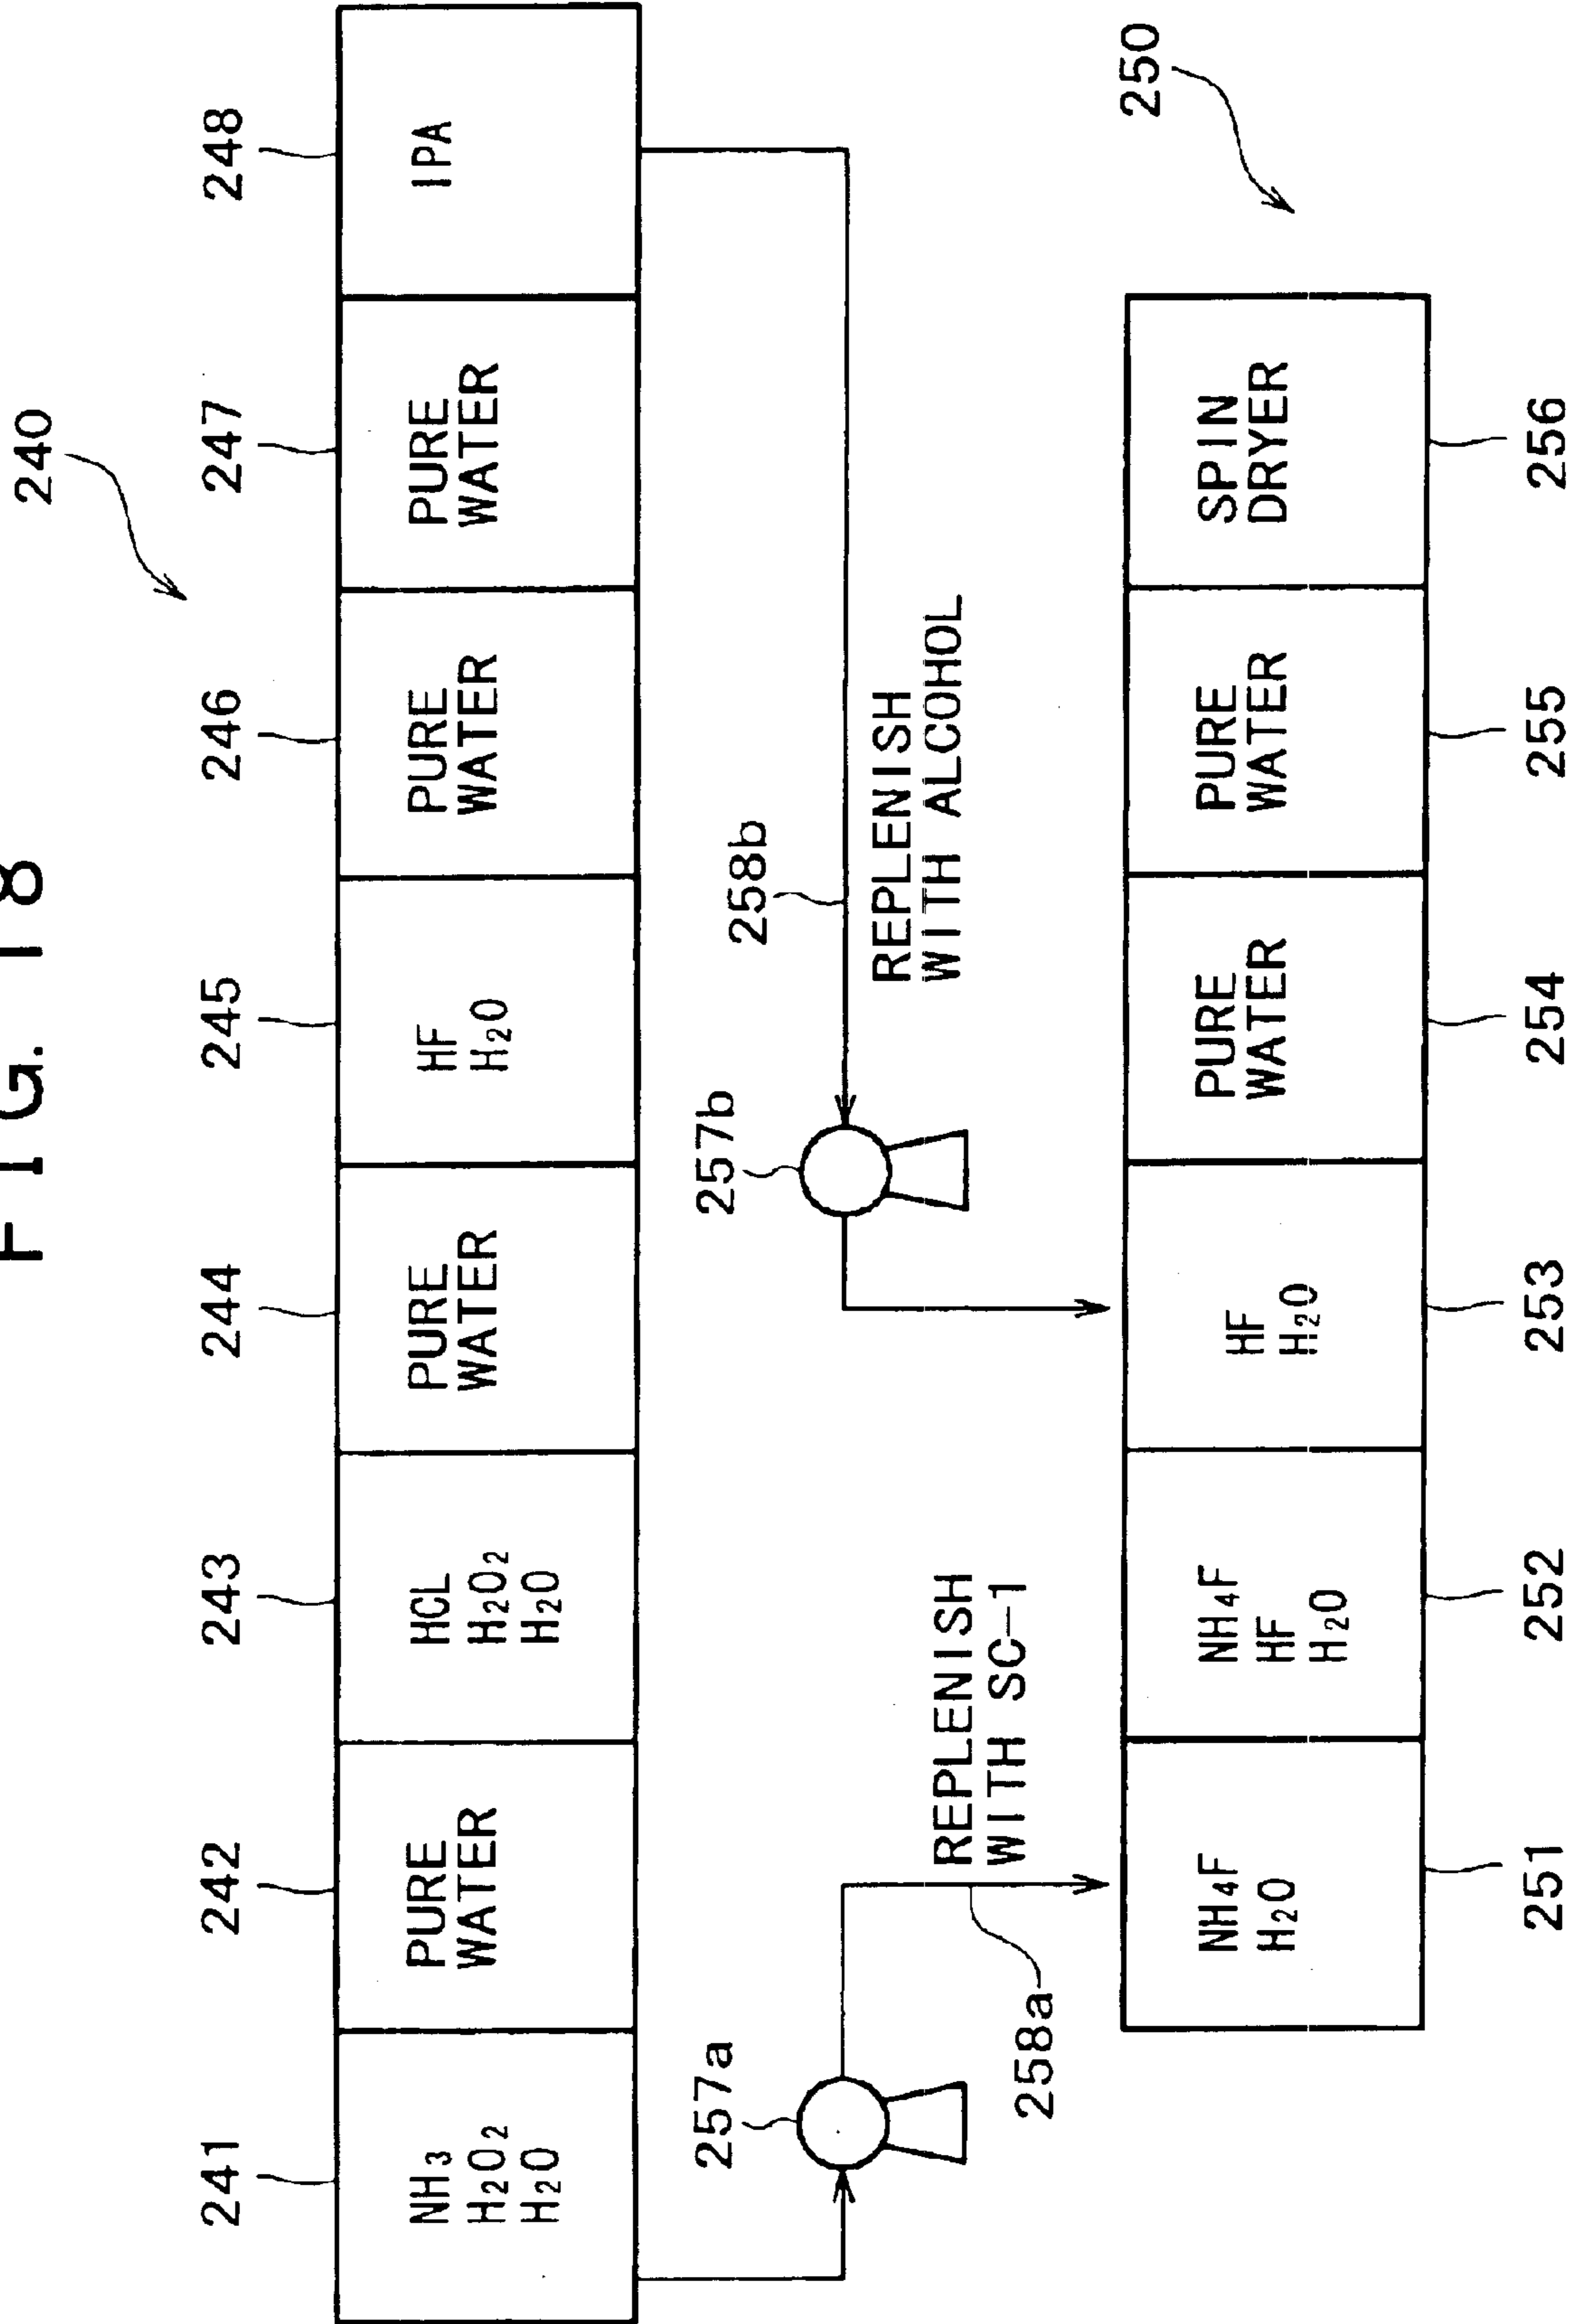 FIG. 18
240
241
242
243
244
245
246
247
248
NH₃
H₂O₂
H₂O
PURE
WATER
HCL
H₂O₂
H₂O
PURE
WATER
HF
H₂O
PURE
WATER
PURE
WATER
IPA
257a
258a
REPLENISH
WITH SC-1
257b
258b
REPLENISH
WITH ALCOHOL
250
NH₄F
H₂O
NH₄F
HF
H₂O
HF
H₂O
PURE
WATER
PURE
WATER
SPIN
DRYER
251
252
253
254
255
256